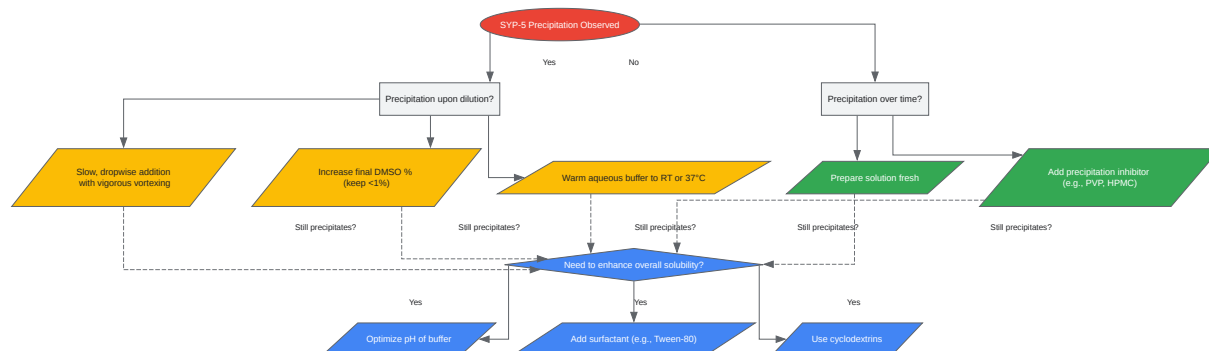 SYP-5 Precipitation Observed
Yes
No
Precipitation upon dilution?
Precipitation over time?
Slow, dropwise addition
with vigorous vortexing
Increase final DMSO %
(keep <1%)
Warm aqueous buffer to RT or 37°C
Prepare solution fresh
Add precipitation inhibitor
(e.g., PVP, HPMC)
Still precipitates?
Still precipitates?
Still precipitates?
Still precipitates?
Still precipitates?
Need to enhance overall solubility?
Yes
Yes
Yes
Optimize pH of buffer
Add surfactant (e.g., Tween-80)
Use cyclodextrins